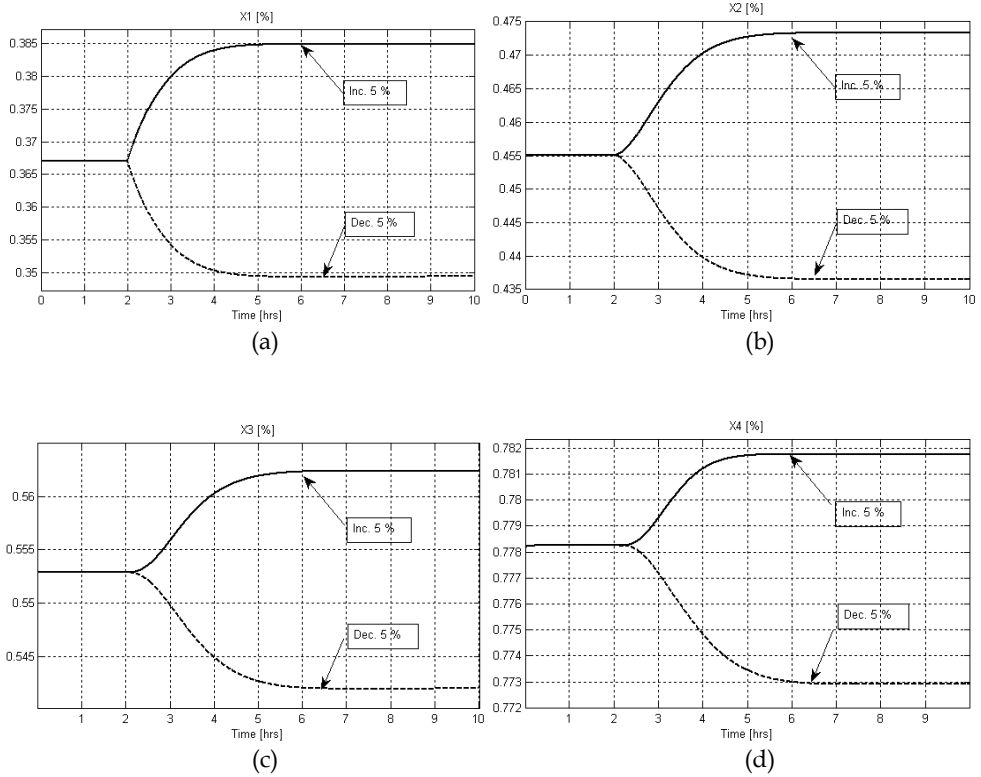 X1 [%]
0.385
0.38
0.375
0.37
0.365
0.36
0.355
0.35
Inc. 5 %
Dec. 5 %
0 1 2 3 4 5 6 7 8 9 10
Time [hrs]
(a)
X2 [%]
0.475
0.47
0.465
0.46
0.455
0.45
0.445
0.44
0.435
Inc. 5 %
Dec. 5 %
0 1 2 3 4 5 6 7 8 9 10
Time [hrs]
(b)
X3 [%]
0.56
0.555
0.55
0.545
Inc. 5 %
Dec. 5 %
0 1 2 3 4 5 6 7 8 9 10
Time [hrs]
(c)
X4 [%]
0.782
0.781
0.78
0.779
0.778
0.777
0.776
0.775
0.774
0.773
0.772
Inc. 5 %
Dec. 5 %
1 2 3 4 5 6 7 8 9
Time [hrs]
(d)